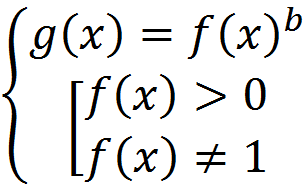 g(x) = f(x)^b
f(x) > 0
f(x) ≠ 1